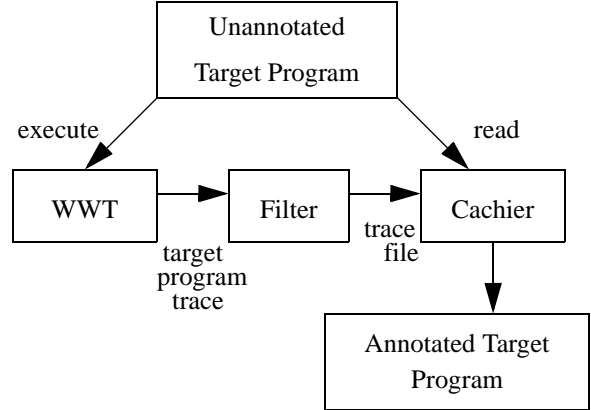 Unannotated
Target Program
execute
read
WWT
Filter
Cachier
target
program
trace
trace
file
Annotated Target
Program